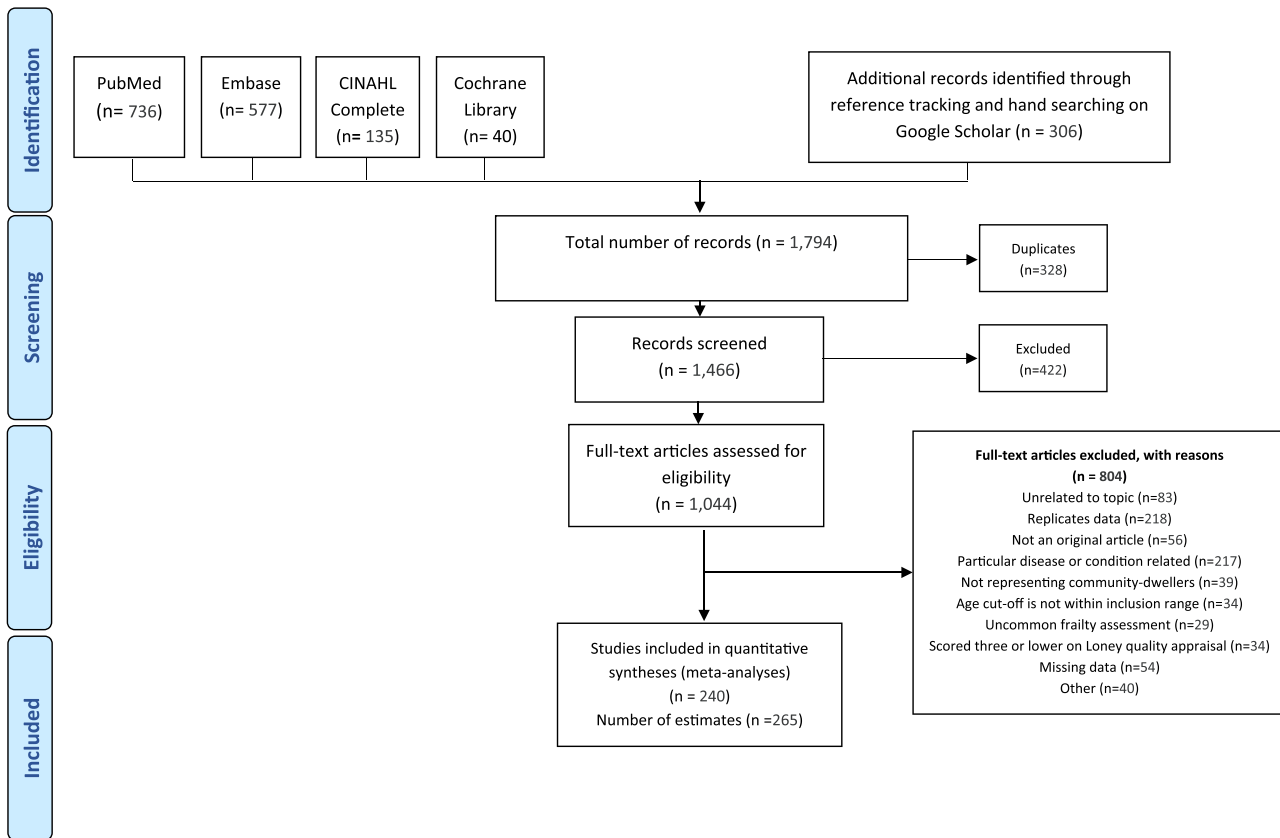 Identification
PubMed
(n= 736)
Embase
(n= 577)
CINAHL
Complete
(n= 135)
Cochrane
Library
(n= 40)
Additional records identified through
reference tracking and hand searching on
Google Scholar (n = 306)
Screening
Total number of records (n = 1,794)
Duplicates
(n=328)
Records screened
(n = 1,466)
Excluded
(n=422)
Eligibility
Full-text articles assessed for
eligibility
(n = 1,044)
Full-text articles excluded, with reasons
(n = 804)
Unrelated to topic (n=83)
Replicates data (n=218)
Not an original article (n=56)
Particular disease or condition related (n=217)
Not representing community-dwellers (n=39)
Age cut-off is not within inclusion range (n=34)
Uncommon frailty assessment (n=29)
Scored three or lower on Loney quality appraisal (n=34)
Missing data (n=54)
Other (n=40)
Included
Studies included in quantitative
syntheses (meta-analyses)
(n = 240)
Number of estimates (n =265)